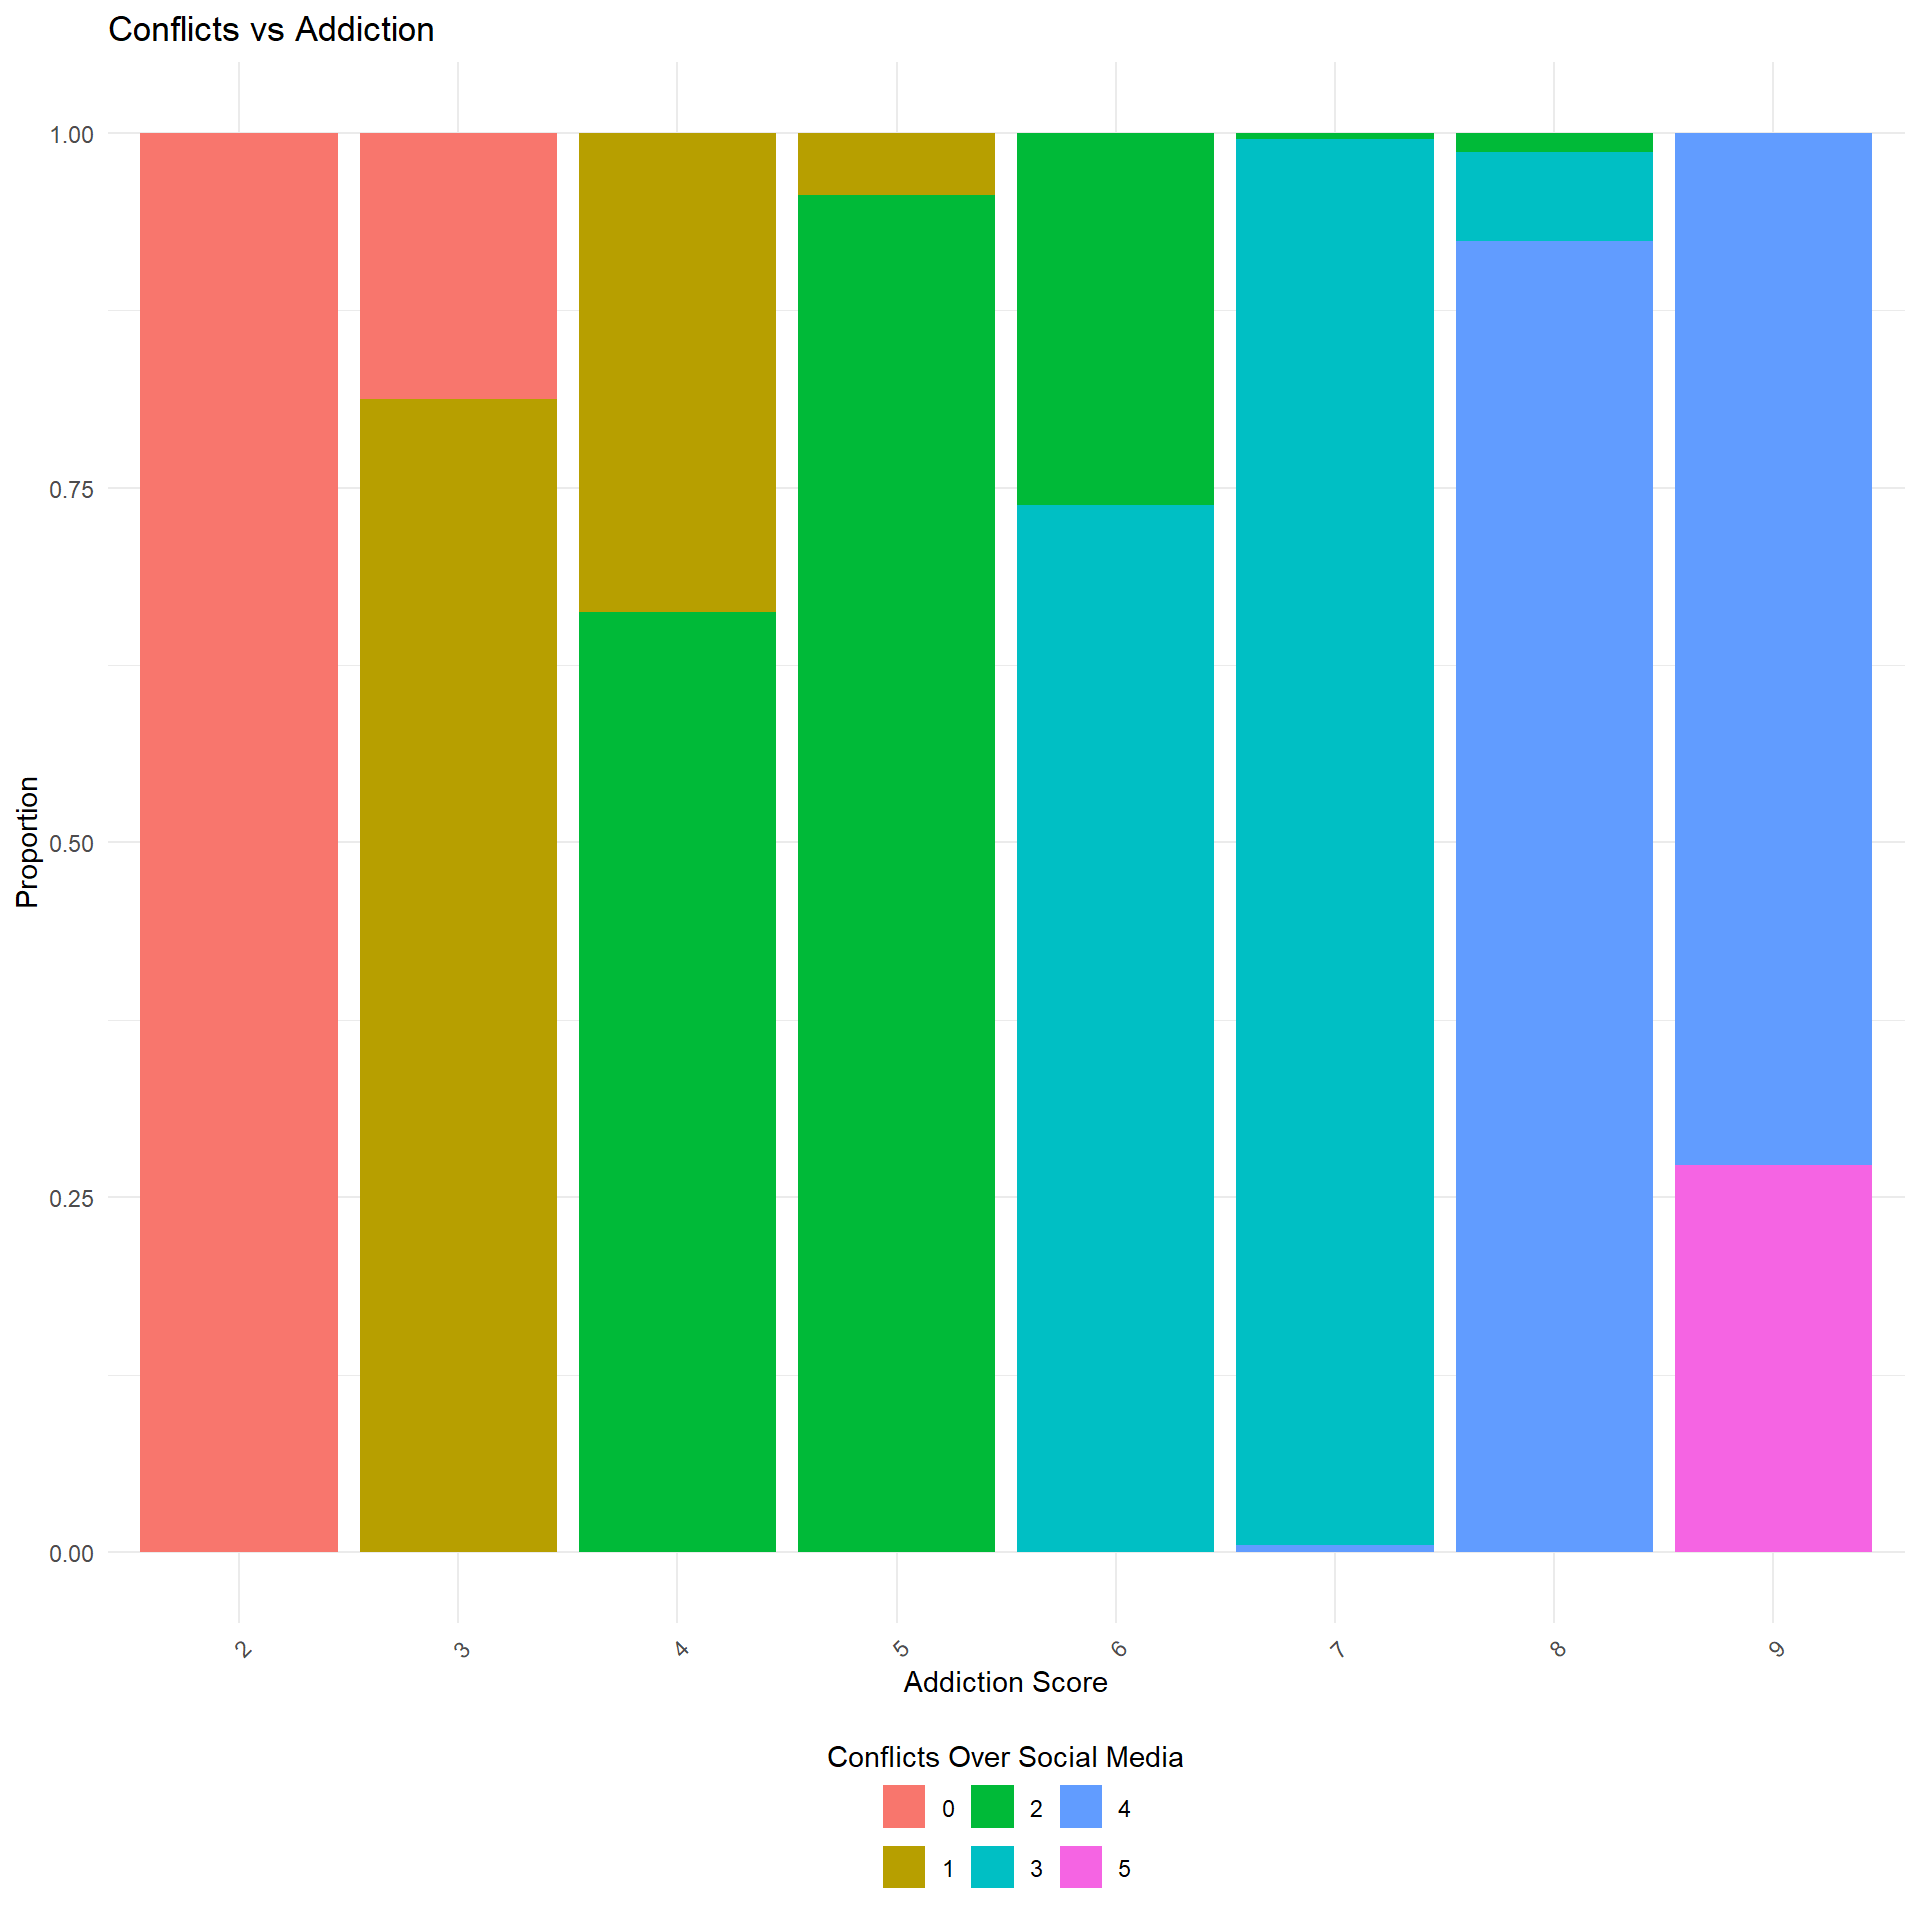 Conflicts vs Addiction
1.00
0.75
0.50
0.25
0.00
Proportion
2 3 4 5 6 7 8 9
Addiction Score
Conflicts Over Social Media
0 2 4
1 3 5